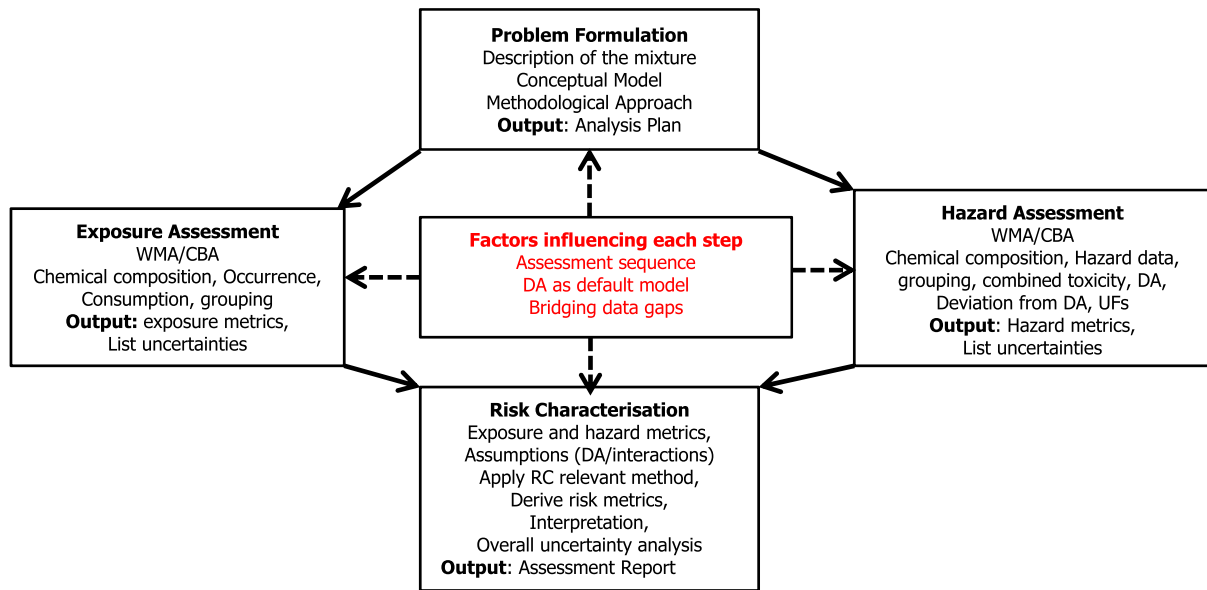 Problem Formulation
Description of the mixture
Conceptual Model
Methodological Approach
Output: Analysis Plan
Exposure Assessment
WMA/CBA
Chemical composition, Occurrence,
Consumption, grouping
Output: exposure metrics,
List uncertainties
Factors influencing each step
Assessment sequence
DA as default model
Bridging data gaps
Hazard Assessment
WMA/CBA
Chemical composition, Hazard data,
grouping, combined toxicity, DA,
Deviation from DA, UFs
Output: Hazard metrics,
List uncertainties
Risk Characterisation
Exposure and hazard metrics,
Assumptions (DA/interactions)
Apply RC relevant method,
Derive risk metrics,
Interpretation,
Overall uncertainty analysis
Output: Assessment Report